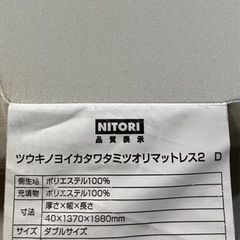 NITORI
品質表示
ツウキノヨイカタワタミツオリマットレス2 D
側生地 ポリエステル100%
充填物 ポリエステル100%
寸法 厚さ×幅×長さ
40×1370×1980mm
サイズ ダブルサイズ